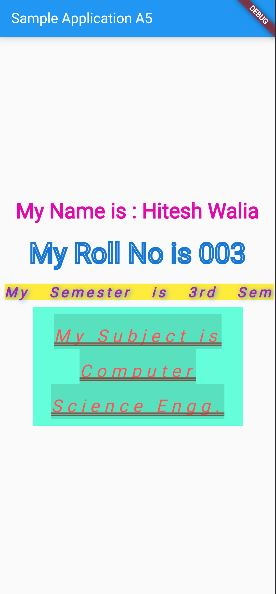 Sample Application A5
DEBUG
My Name is : Hitesh Walia
My Roll No is 003
My Semester is 3rd Sem
My Subject is
Computer
Science Engg.